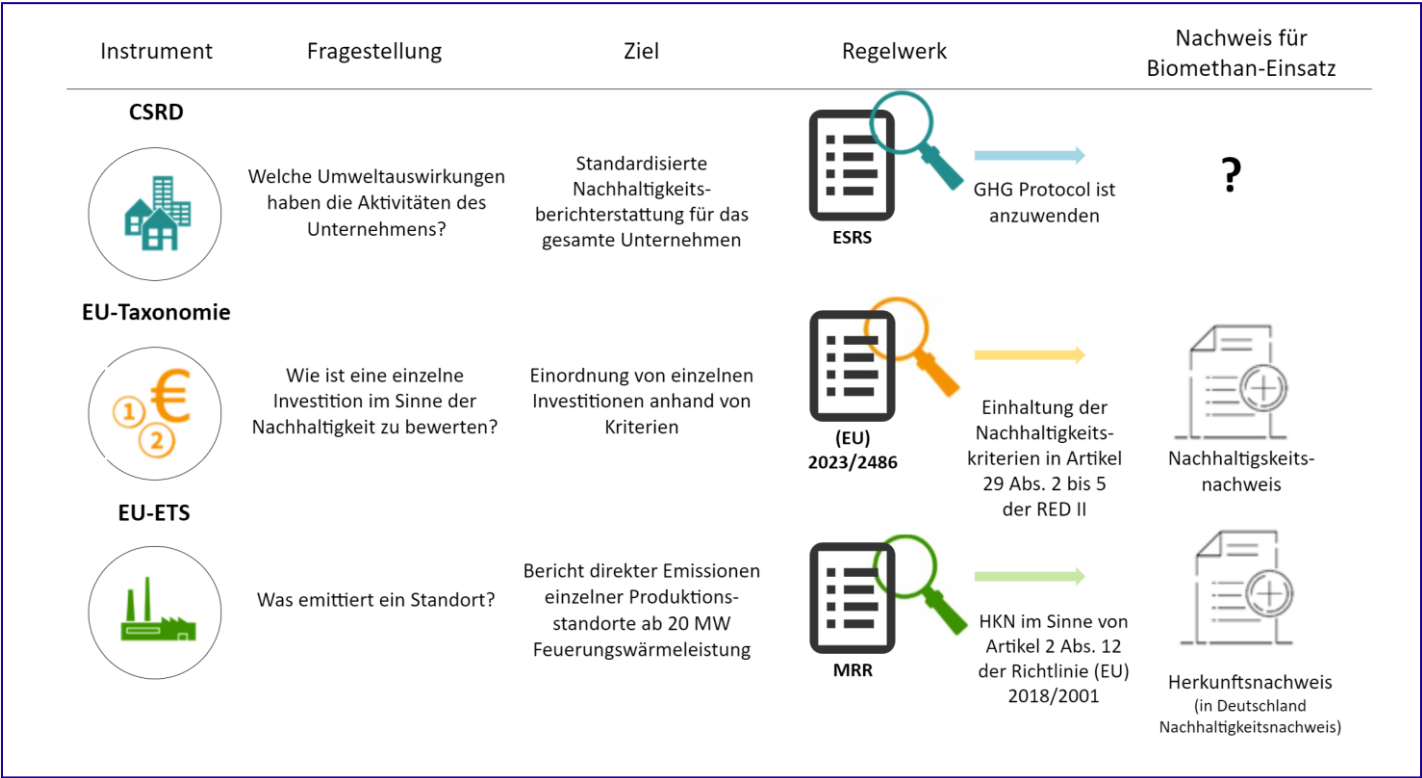 Instrument
Fragestellung
Ziel
Regelwerk
Nachweis für
Biomethan-Einsatz
CSRD
Welche Umweltauswirkungen
haben die Aktivitäten des
Unternehmens?
Standardisierte
Nachhaltigkeits-
berichterstattung für das
gesamte Unternehmen
ESRS
GHG Protocol ist
anzuwenden
?
EU-Taxonomie
€
1
2
Wie ist eine einzelne
Investition im Sinne der
Nachhaltigkeit zu bewerten?
Einordnung von einzelnen
Investitionen anhand von
Kriterien
(EU)
2023/2486
Einhaltung der
Nachhaltigkeits-
kriterien in Artikel
29 Abs. 2 bis 5
der RED II
Nachhaltigskeits-
nachweis
EU-ETS
Was emittiert ein Standort?
Bericht direkter Emissionen
einzelner Produktions-
standorte ab 20 MW
Feuerungswärmeleistung
MRR
HKN im Sinne von
Artikel 2 Abs. 12
der Richtlinie (EU)
2018/2001
Herkunftsnachweis
(in Deutschland
Nachhaltigkeitsnachweis)